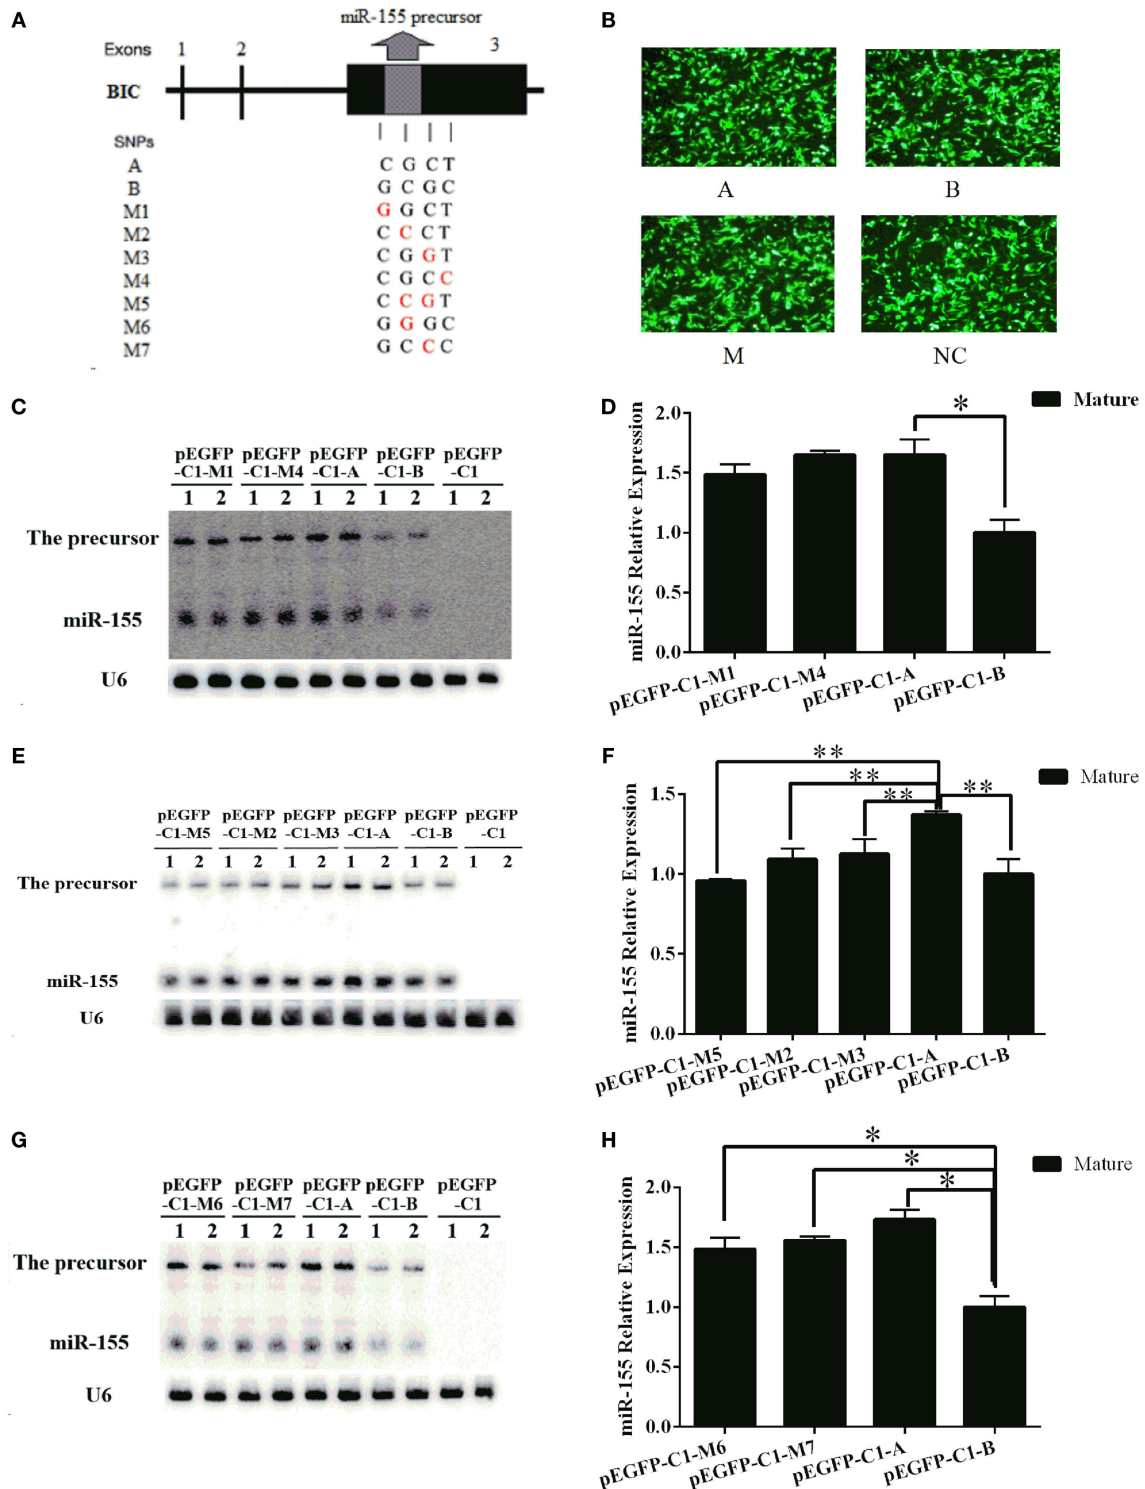 A
miR-155 precursor
Exons 1 2 3
BIC
SNPs
A C G C T
B G C G C
M1 G G C T
M2 C C C T
M3 C G G T
M4 C G C C
M5 C C G T
M6 G G G C
M7 G C C C
B
A B
M NC
C
pEGFP pEGFP pEGFP pEGFP pEGFP
-C1-M1 -C1-M4 -C1-A -C1-B -C1
1 2 1 2 1 2 1 2 1 2
The precursor
miR-155
U6
D
Mature
*
miR-155 Relative Expression
2.0
1.5
1.0
0.5
0.0
pEGFP-C1-M1
pEGFP-C1-M4
pEGFP-C1-A
pEGFP-C1-B
E
pEGFP pEGFP pEGFP pEGFP pEGFP pEGFP
-C1-M5 -C1-M2 -C1-M3 -C1-A -C1-B -C1
1 2 1 2 1 2 1 2 1 2 1 2
The precursor
miR-155
U6
F
Mature
**
**
** **
miR-155 Relative Expression
1.5
1.0
0.5
0.0
pEGFP-C1-M5
pEGFP-C1-M2
pEGFP-C1-M3
pEGFP-C1-A
pEGFP-C1-B
G
pEGFP pEGFP pEGFP pEGFP pEGFP
-C1-M6 -C1-M7 -C1-A -C1-B -C1
1 2 1 2 1 2 1 2 1 2
The precursor
miR-155
U6
H
Mature
*
*
*
miR-155 Relative Expression
2.0
1.5
1.0
0.5
0.0
pEGFP-C1-M6
pEGFP-C1-M7
pEGFP-C1-A
pEGFP-C1-B